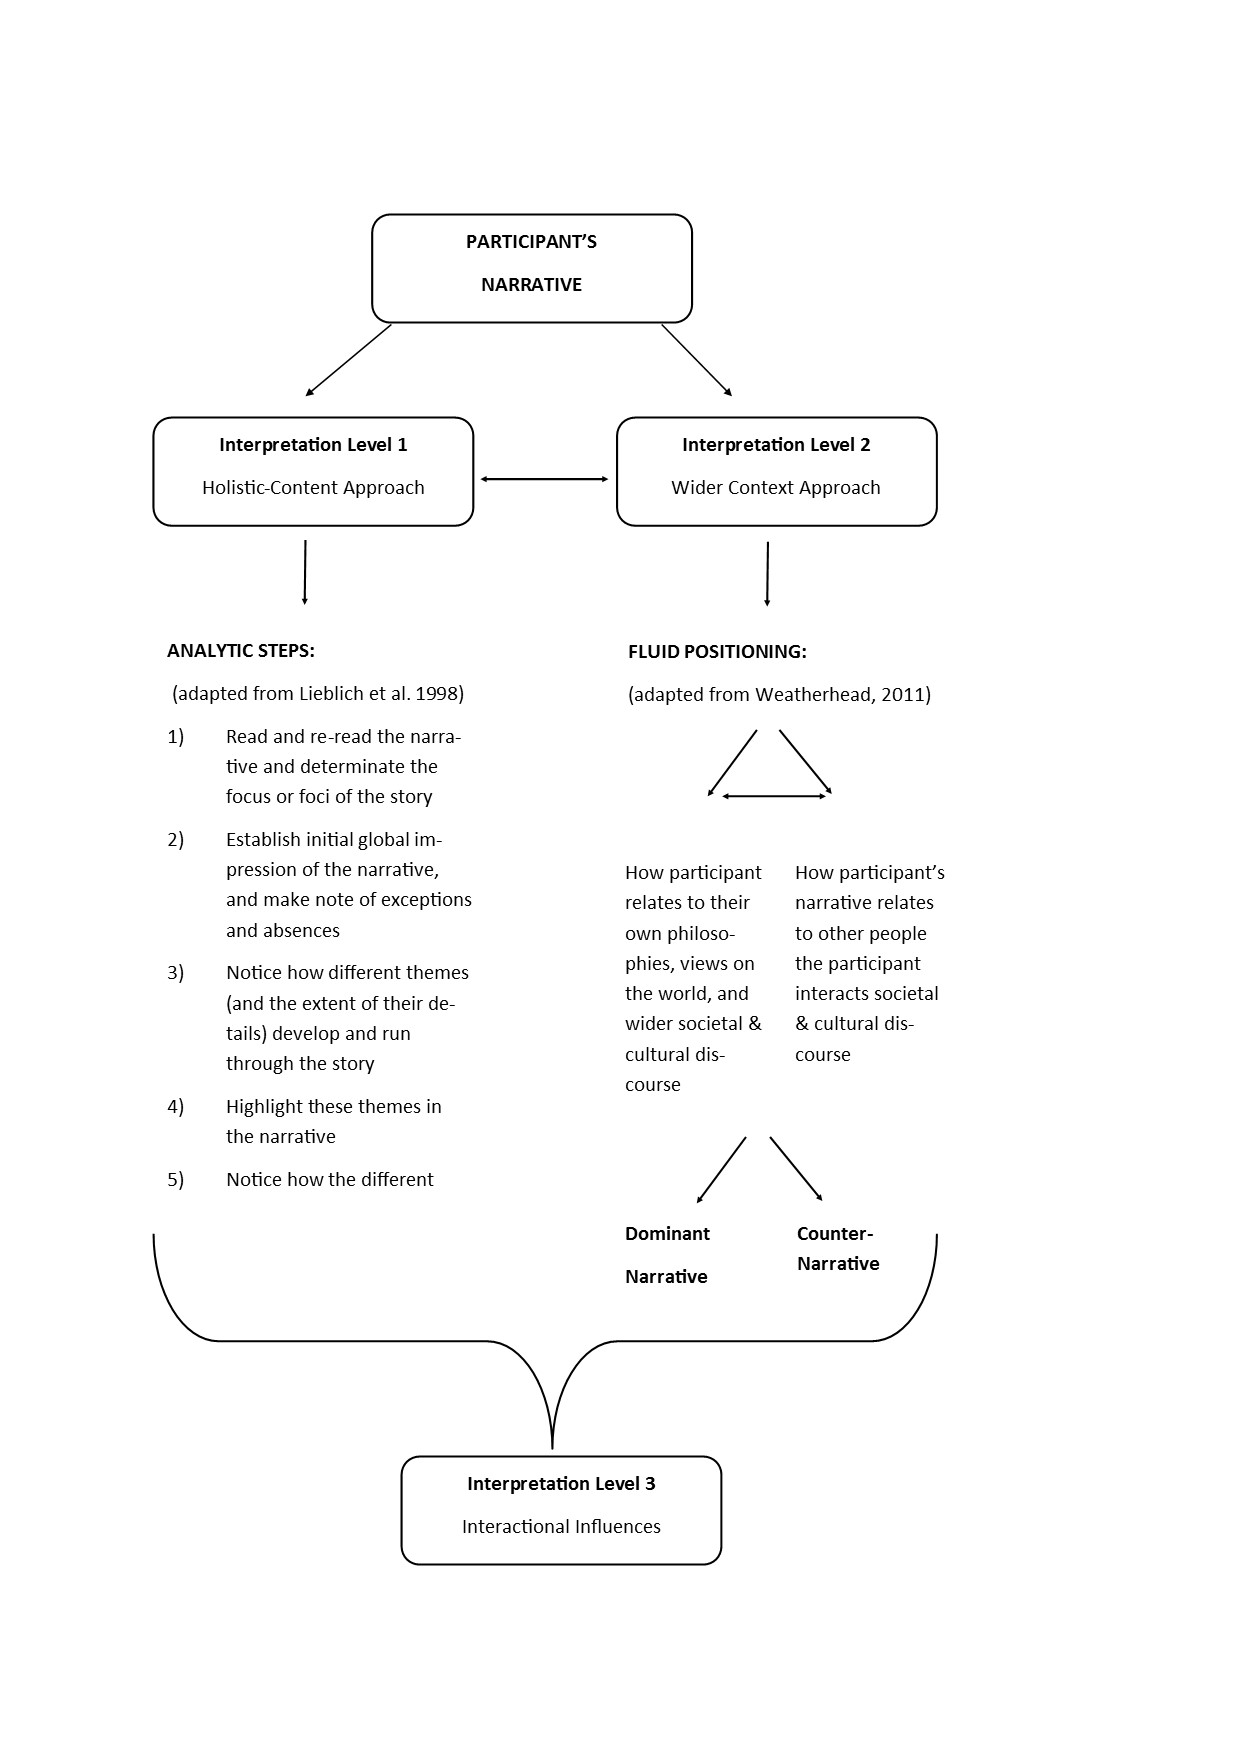 PARTICIPANT’S
NARRATIVE
Interpretation Level 1
Holistic-Content Approach
Interpretation Level 2
Wider Context Approach
ANALYTIC STEPS:
(adapted from Lieblich et al. 1998)
1) Read and re-read the narra-
tive and determinate the
focus or foci of the story
2) Establish initial global im-
pression of the narrative,
and make note of exceptions
and absences
3) Notice how different themes
(and the extent of their de-
tails) develop and run
through the story
4) Highlight these themes in
the narrative
5) Notice how the different
FLUID POSITIONING:
(adapted from Weatherhead, 2011)
How participant
relates to their
own philoso-
phies, views on
the world, and
wider societal &
cultural dis-
course
How participant’s
narrative relates
to other people
the participant
interacts societal
& cultural dis-
course
Dominant
Narrative
Counter-
Narrative
Interpretation Level 3
Interactional Influences